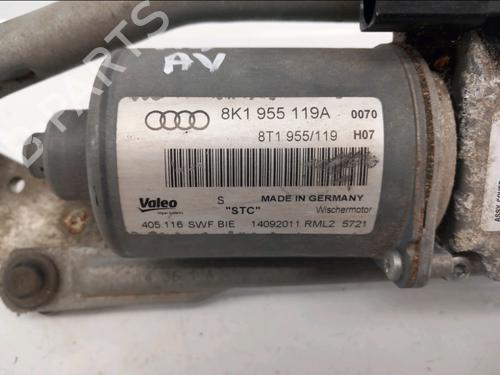 AV
8K1 955 119A 0070
8T1 955/119 H07
Valeo
S MADE IN GERMANY
"STC" Wischermotor
405.116 SWF BIE 14092011 RML2 5721